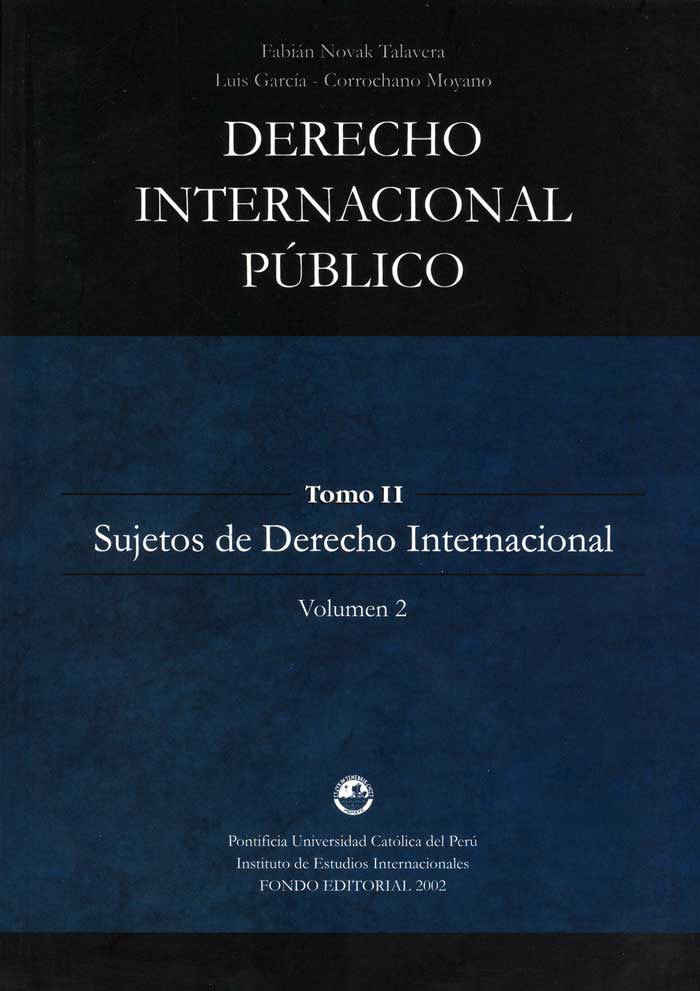 Fabián Novak Talavera
Luis García - Corrochano Moyano
DERECHO
INTERNACIONAL
PÚBLICO
Tomo II
Sujetos de Derecho Internacional
Volumen 2
Pontificia Universidad Católica del Perú
Instituto de Estudios Internacionales
FONDO EDITORIAL 2002